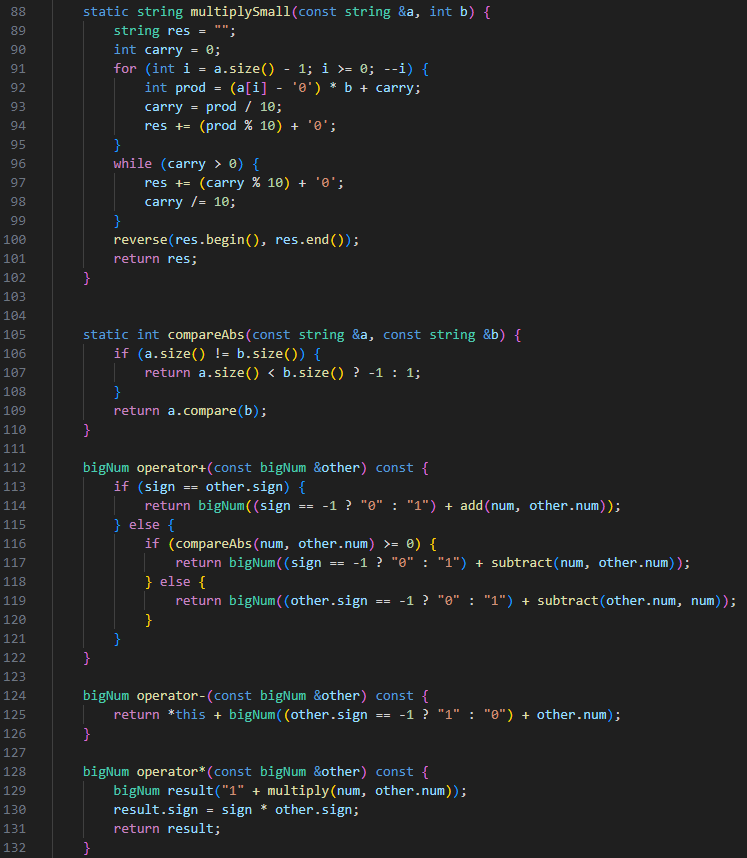 88 static string multiplySmall(const string &a, int b) {
89 string res = "";
90 int carry = 0;
91 for (int i = a.size() - 1; i >= 0; --i) {
92 int prod = (a[i] - '0') * b + carry;
93 carry = prod / 10;
94 res += (prod % 10) + '0';
95 }
96 while (carry > 0) {
97 res += (carry % 10) + '0';
98 carry /= 10;
99 }
100 reverse(res.begin(), res.end());
101 return res;
102 }
103
104
105 static int compareAbs(const string &a, const string &b) {
106 if (a.size() != b.size()) {
107 return a.size() < b.size() ? -1 : 1;
108 }
109 return a.compare(b);
110 }
111
112 bigNum operator+(const bigNum &other) const {
113 if (sign == other.sign) {
114 return bigNum((sign == -1 ? "0" : "1") + add(num, other.num));
115 } else {
116 if (compareAbs(num, other.num) >= 0) {
117 return bigNum((sign == -1 ? "0" : "1") + subtract(num, other.num));
118 } else {
119 return bigNum((other.sign == -1 ? "0" : "1") + subtract(other.num, num));
120 }
121 }
122 }
123
124 bigNum operator-(const bigNum &other) const {
125 return *this + bigNum((other.sign == -1 ? "1" : "0") + other.num);
126 }
127
128 bigNum operator*(const bigNum &other) const {
129 bigNum result("1" + multiply(num, other.num));
130 result.sign = sign * other.sign;
131 return result;
132 }